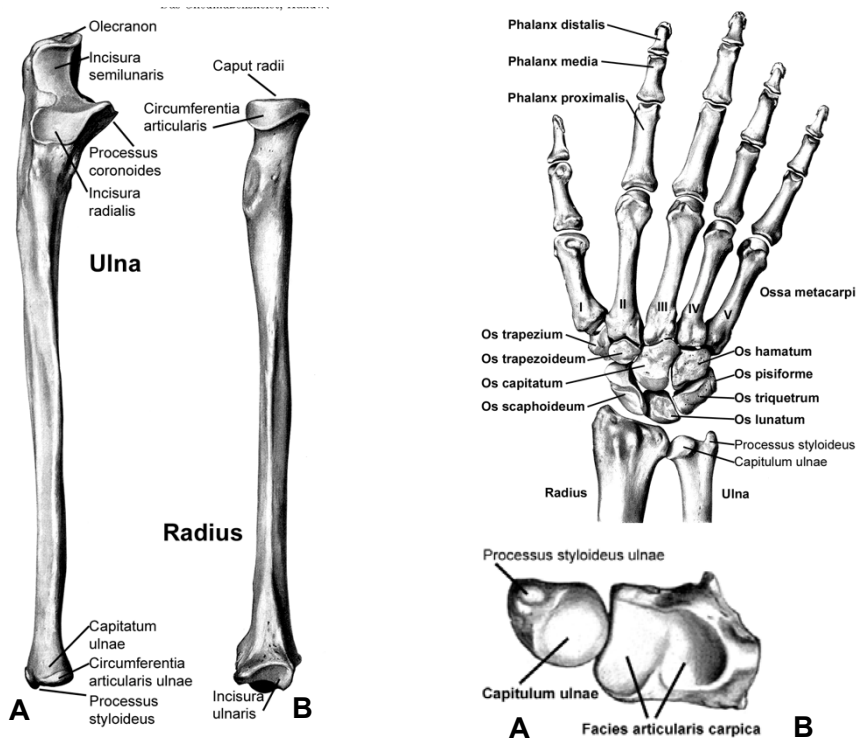 Olecranon
Incisura
semilunaris
Processus
coronoides
Incisura
radialis
Ulna
Capitatum
ulnae
Circumferentia
articularis ulnae
Processus
styloideus
A
Caput radii
Circumferentia
articularis
Radius
Incisura
ulnaris
B
Phalanx distalis
Phalanx media
Phalanx proximalis
I
II
III
IV
V
Ossa metacarpi
Os trapezium
Os trapezoideum
Os capitatum
Os scaphoideum
Os hamatum
Os pisiforme
Os triquetrum
Os lunatum
Processus styloideus
Capitulum ulnae
Radius
Ulna
Processus styloideus ulnae
Capitulum ulnae
Facies articularis carpica
A
B